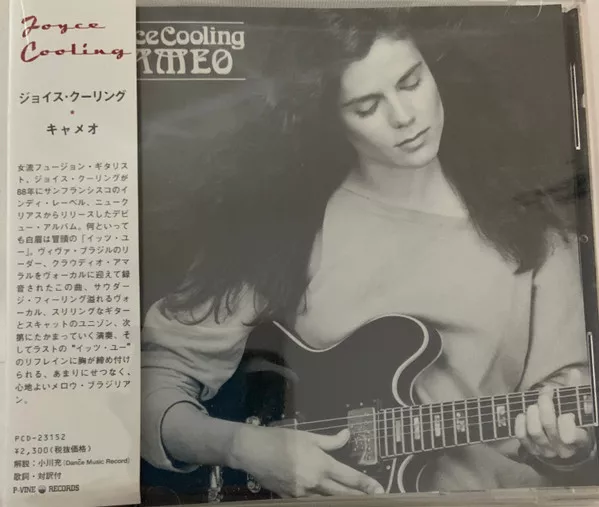 Joyce
Cooling
ジョイス・クーリング
★
キャメオ
女流フュージョン・ギタリス
ト、ジョイス・クーリングが
88年にサンフランシスコのイ
ンディ・レーベル、ニューク
リアスからリリースしたデビ
ュー・アルバム。何といって
も白眉は冒頭の「イッツ・ユ
ー」。ヴィヴァ・ブラジルのリ
ーダー、クラウディオ・アマ
ラルをヴォーカルに迎えて録
音されたこの曲、サウダー
ジ・フィーリング溢れるヴォ
ーカル、スリリングなギター
とスキャットのユニゾン、次
第にたかまっていく演奏、そ
してラストの“イッツ・ユー”
のリフレインに胸が締め付け
られる、あまりにせつなく、
心地よいメロウ・ブラジリア
ン。
PCD-23152
¥2,300(税抜価格)
解説:小川充(Dance Music Record)
歌詞・対訳付
P-VINE RECORDS
ce Cooling
AMEO